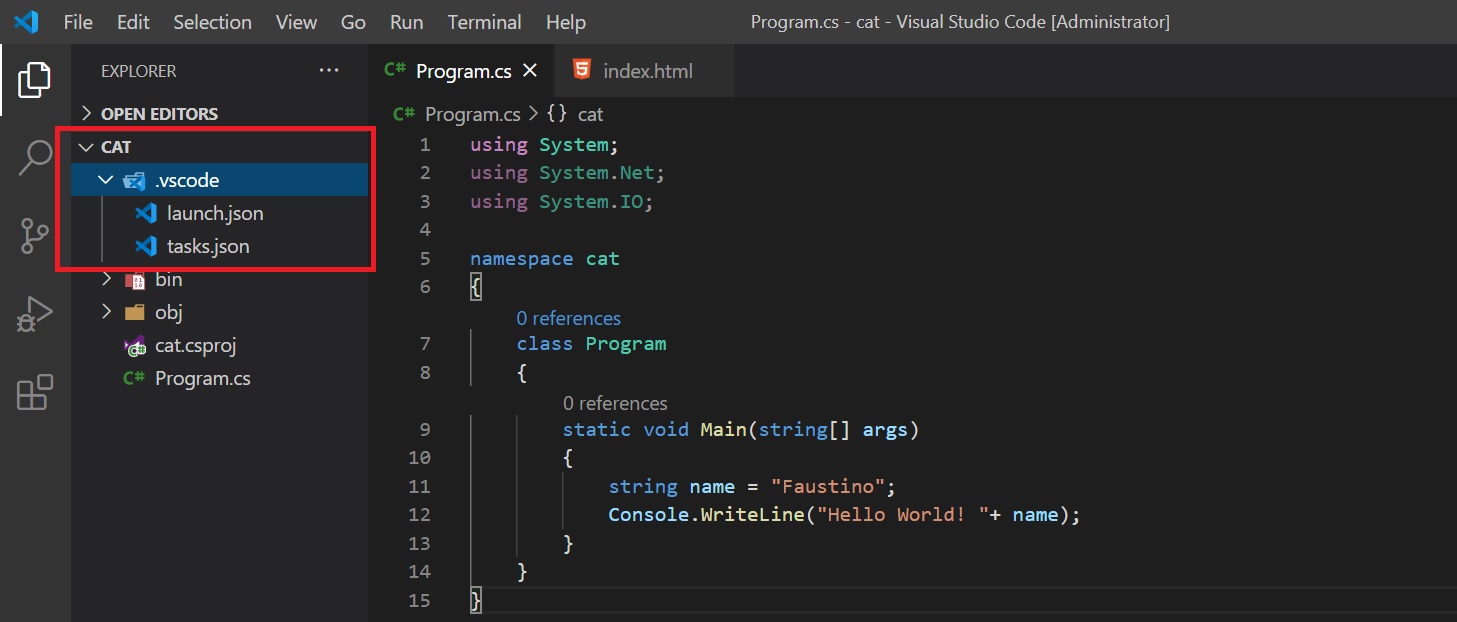 File Edit Selection View Go Run Terminal Help Program.cs - cat - Visual Studio Code [Administrator]
EXPLORER ...
OPEN EDITORS
CAT
.vscode
launch.json
tasks.json
bin
obj
cat.csproj
C# Program.cs
C# Program.cs × 5 index.html
C# Program.cs > {} cat
1 using System;
2 using System.Net;
3 using System.IO;
4
5 namespace cat
6 {
0 references
7 class Program
8 {
0 references
9 static void Main(string[] args)
10 {
11 string name = "Faustino";
12 Console.WriteLine("Hello World! "+ name);
13 }
14 }
15 }